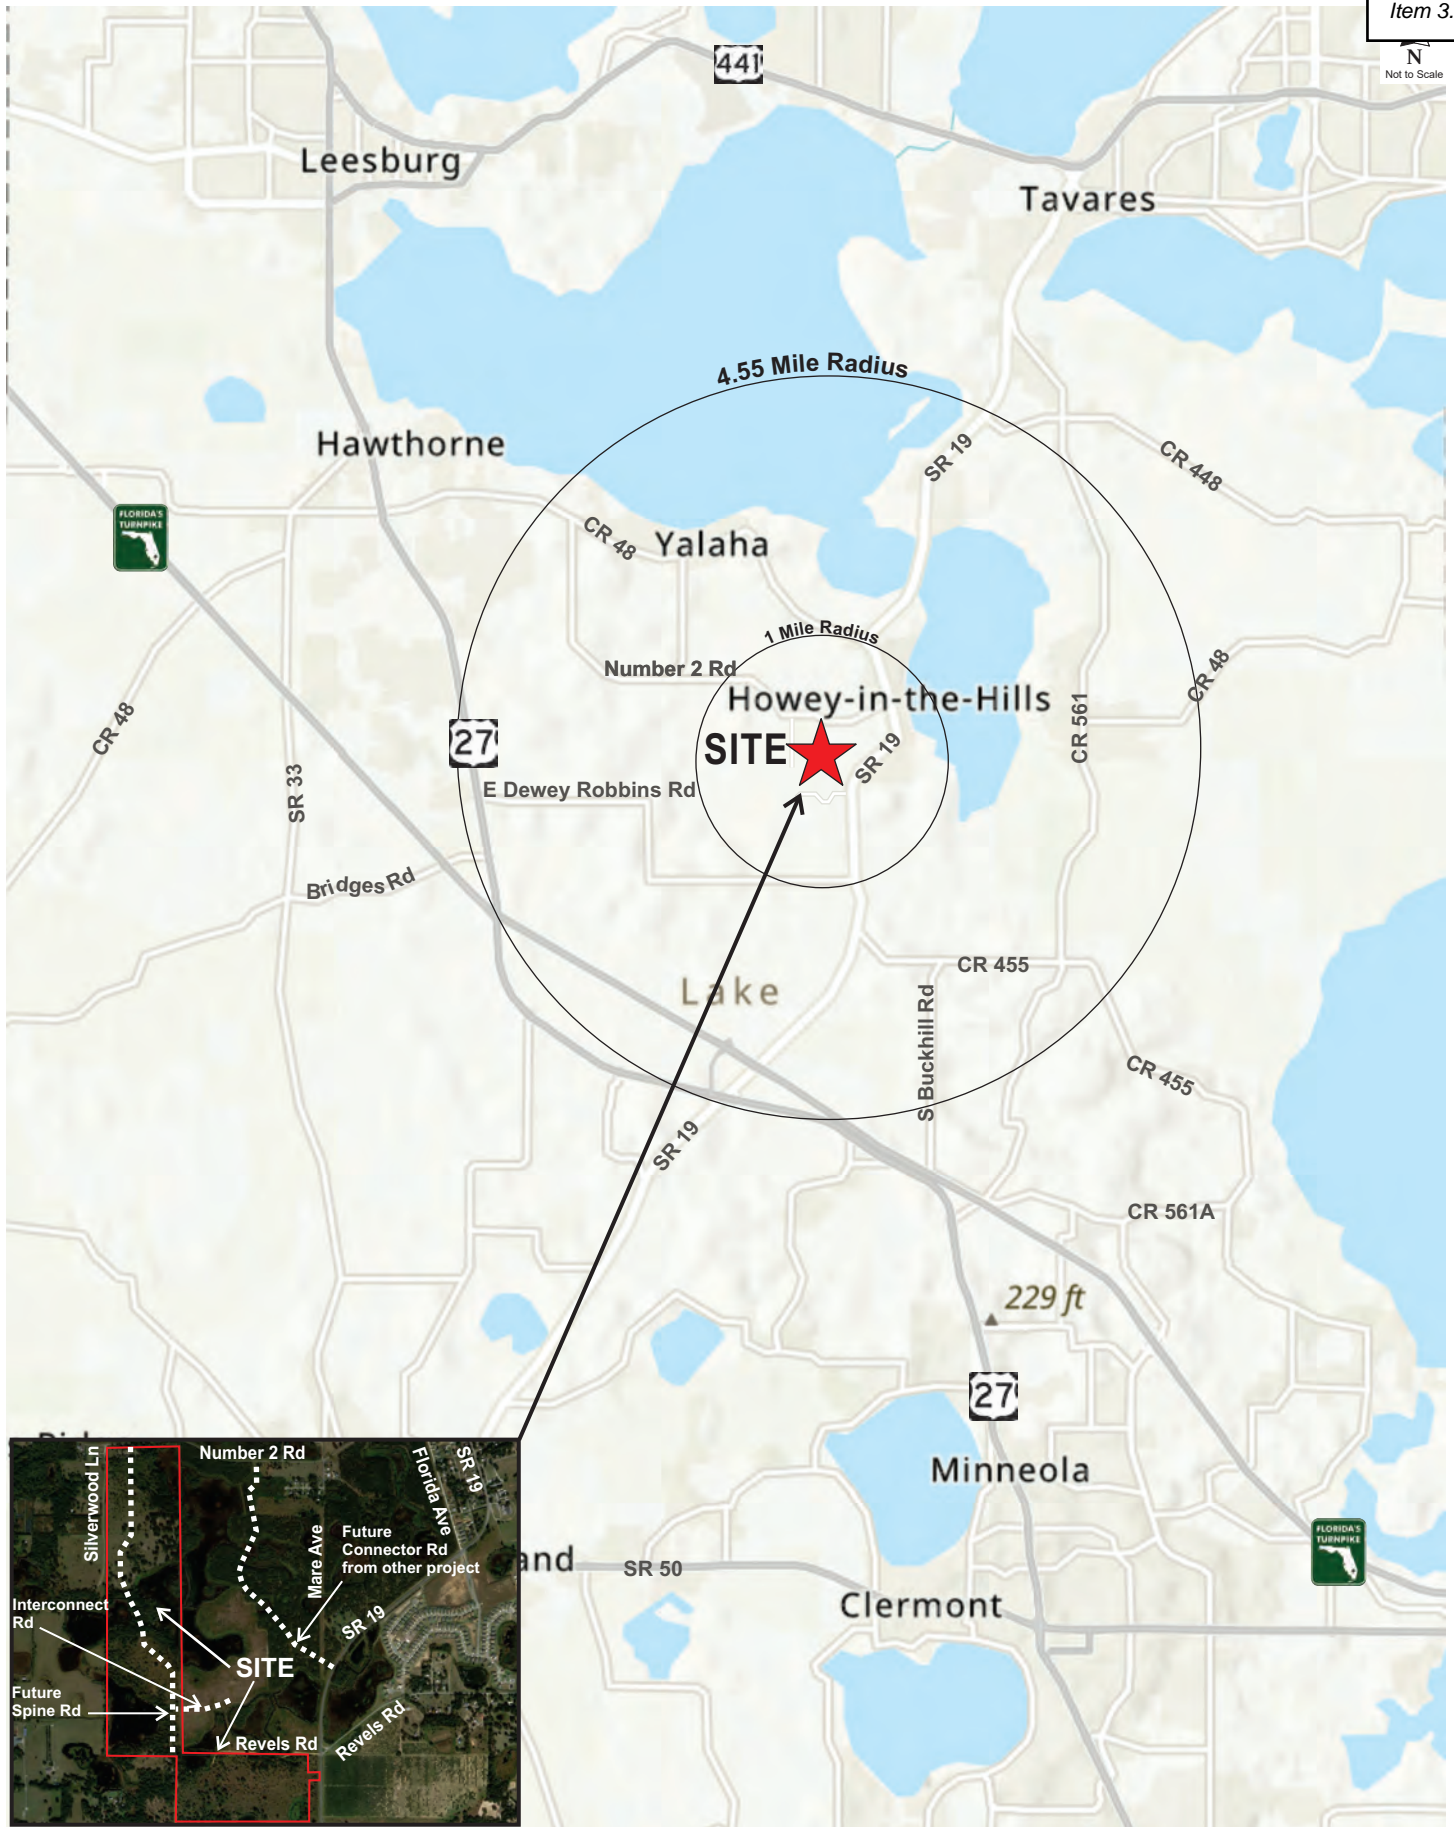 Item 3.
N
Not to Scale
441
Leesburg
Tavares
4.55 Mile Radius
Hawthorne
SR 19
CR 448
FLORIDA'S
TURNPIKE
CR 48
Yalaha
1 Mile Radius
Number 2 Rd
CR 48
Howey-in-the-Hills
CR 48
27
SITE
SR 19
CR 561
SR 33
E Dewey Robbins Rd
Bridges Rd
CR 455
Lake
S Buckhill Rd
CR 455
SR 19
CR 561A
229 ft
27
Minneola
FLORIDA'S
TURNPIKE
and
SR 50
Clermont
Silverwood Ln
Number 2 Rd
Florida Ave
SR 19
Mare Ave
Future
Connector Rd
from other project
Interconnect
Rd
SR 19
SITE
Future
Spine Rd
Revels Rd
Revels Rd